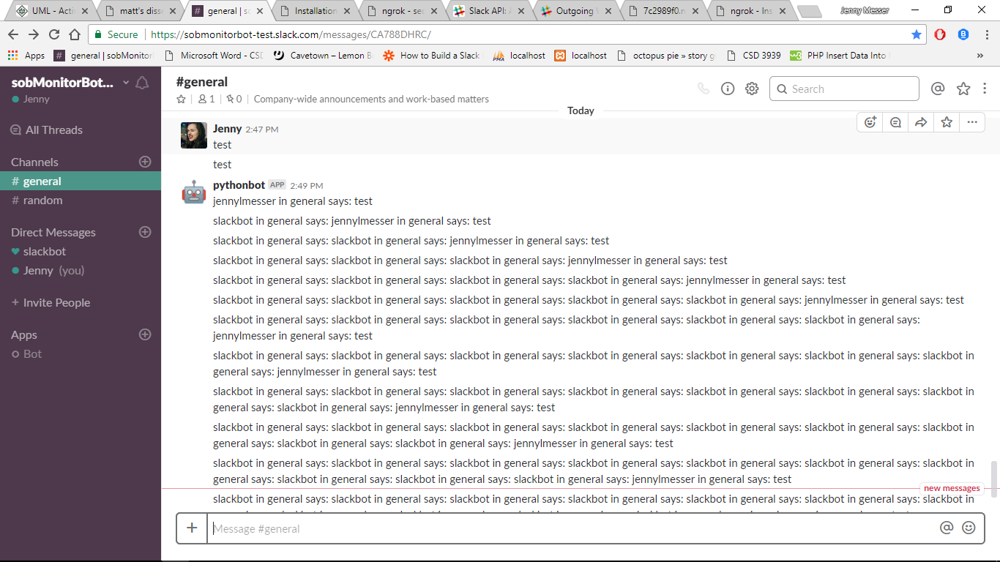 UML - Activ
matt's disse
general | so
Installation
ngrok - sec
Slack API: A
Outgoing W
7c2989f0.n
ngrok - Ins
Jenny Messer
Secure
https://sobmonitorbot-test.slack.com/messages/CA788DHRC/
Apps
general | sobMonitor
Microsoft Word - CSD
Cavetown – Lemon B
How to Build a Slack
localhost
localhost
octopus pie » story g
CSD 3939
PHP Insert Data Into
»
sobMonitorBot...
Jenny
All Threads
Channels
# general
# random
Direct Messages
slackbot
Jenny (you)
+ Invite People
Apps
Bot
#general
1
0
Company-wide announcements and work-based matters
Search
Today
Jenny 2:47 PM
test
test
pythonbot APP 2:49 PM
jennylmesser in general says: test
slackbot in general says: jennylmesser in general says: test
slackbot in general says: slackbot in general says: jennylmesser in general says: test
slackbot in general says: slackbot in general says: slackbot in general says: jennylmesser in general says: test
slackbot in general says: slackbot in general says: slackbot in general says: slackbot in general says: jennylmesser in general says: test
slackbot in general says: slackbot in general says: slackbot in general says: slackbot in general says: slackbot in general says: jennylmesser in general says: test
slackbot in general says: slackbot in general says: slackbot in general says: slackbot in general says: slackbot in general says: slackbot in general says:
jennylmesser in general says: test
slackbot in general says: slackbot in general says: slackbot in general says: slackbot in general says: slackbot in general says: slackbot in general says: slackbot in
general says: jennylmesser in general says: test
slackbot in general says: slackbot in general says: slackbot in general says: slackbot in general says: slackbot in general says: slackbot in general says: slackbot in
general says: slackbot in general says: jennylmesser in general says: test
slackbot in general says: slackbot in general says: slackbot in general says: slackbot in general says: slackbot in general says: slackbot in general says: slackbot in
general says: slackbot in general says: slackbot in general says: jennylmesser in general says: test
slackbot in general says: slackbot in general says: slackbot in general says: slackbot in general says: slackbot in general says: slackbot in general says: slackbot in
general says: slackbot in general says: slackbot in general says: slackbot in general says: jennylmesser in general says: test
new messages
slackbot in general says: slackbot in general says: slackbot in general says: slackbot in general says: slackbot in general says: slackbot in general says: slackbot in
Message #general